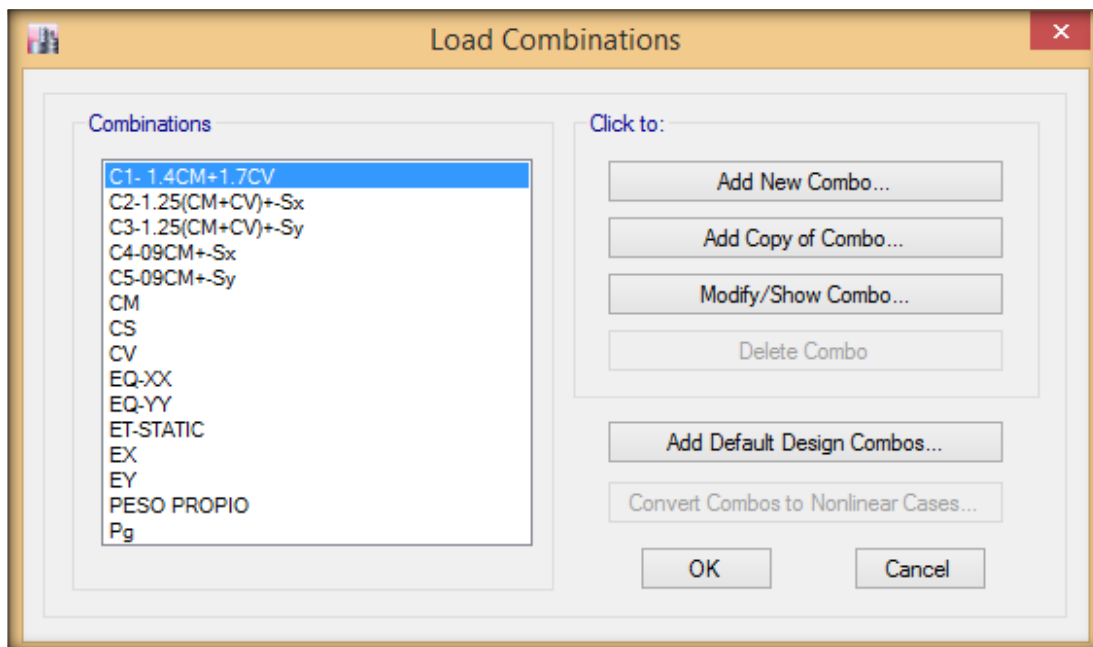 Load Combinations
Combinations
C1- 1.4CM+1.7CV
C2-1.25(CM+CV)+-Sx
C3-1.25(CM+CV)+-Sy
C4-09CM+-Sx
C5-09CM+-Sy
CM
CS
CV
EQ-XX
EQ-YY
ET-STATIC
EX
EY
PESO PROPIO
Pg
Click to:
Add New Combo...
Add Copy of Combo...
Modify/Show Combo...
Delete Combo
Add Default Design Combos...
Convert Combos to Nonlinear Cases...
OK
Cancel